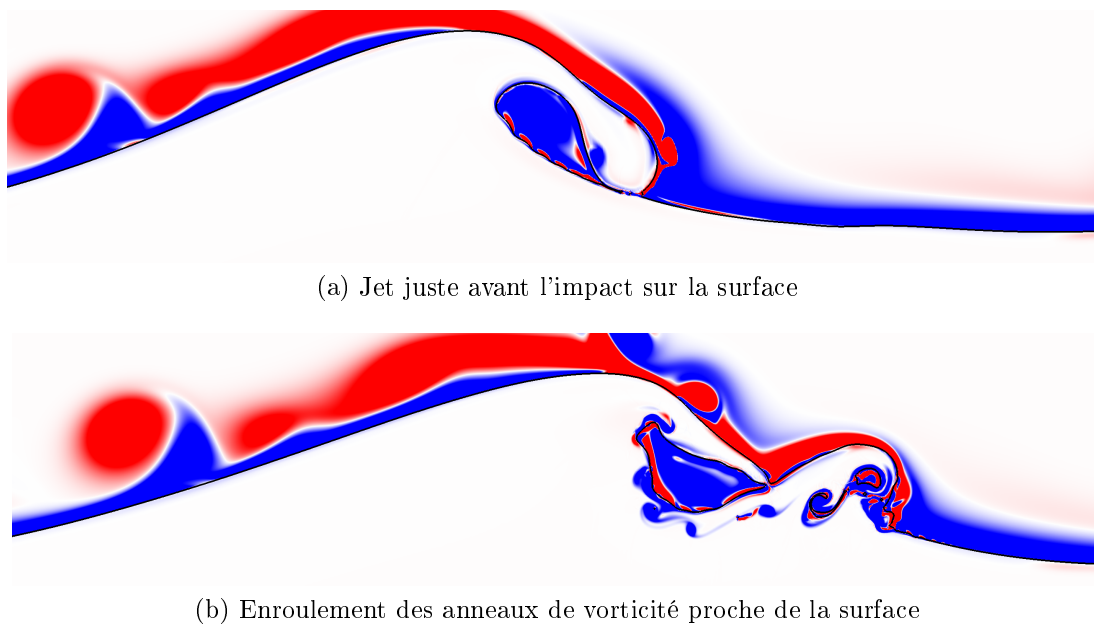 (a) Jet juste avant l'impact sur la surface
(b) Enroulement des anneaux de vorticité proche de la surface